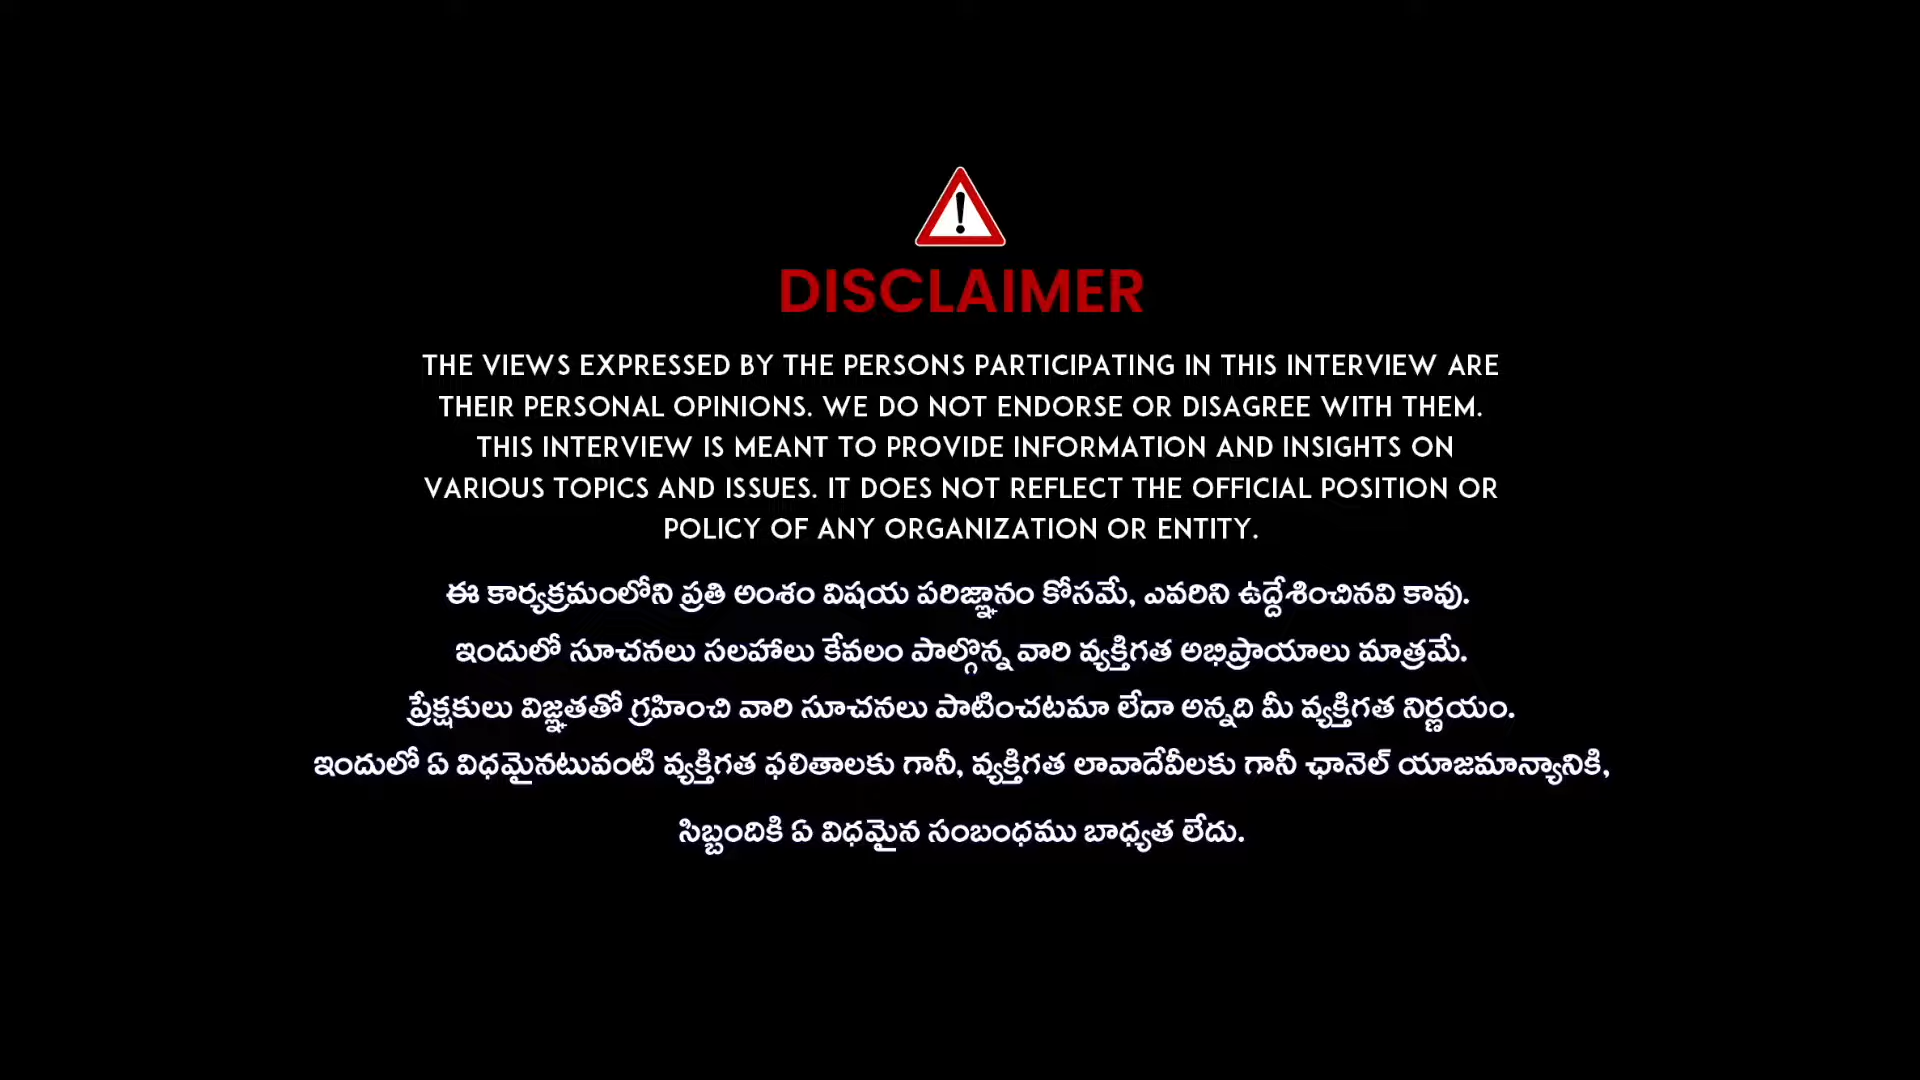 DISCLAIMER
THE VIEWS EXPRESSED BY THE PERSONS PARTICIPATING IN THIS INTERVIEW ARE
THEIR PERSONAL OPINIONS. WE DO NOT ENDORSE OR DISAGREE WITH THEM.
THIS INTERVIEW IS MEANT TO PROVIDE INFORMATION AND INSIGHTS ON
VARIOUS TOPICS AND ISSUES. IT DOES NOT REFLECT THE OFFICIAL POSITION OR
POLICY OF ANY ORGANIZATION OR ENTITY.
ఈ కార్యక్రమంలోని ప్రతి అంశం విషయ పరిజ్ఞానం కోసమే, ఎవరిని ఉద్దేశించినవి కావు.
ఇందులో సూచనలు సలహాలు కేవలం పాల్గొన్న వారి వ్యక్తిగత అభిప్రాయాలు మాత్రమే.
ప్రేక్షకులు విజ్ఞతతో గ్రహించి వారి సూచనలు పాటించటమా లేదా అన్నది మీ వ్యక్తిగత నిర్ణయం.
ఇందులో ఏ విధమైనటువంటి వ్యక్తిగత ఫలితాలకు గానీ, వ్యక్తిగత లావాదేవీలకు గానీ ఛానెల్ యాజమాన్యానికి,
సిబ్బందికి ఏ విధమైన సంబంధము బాధ్యత లేదు.